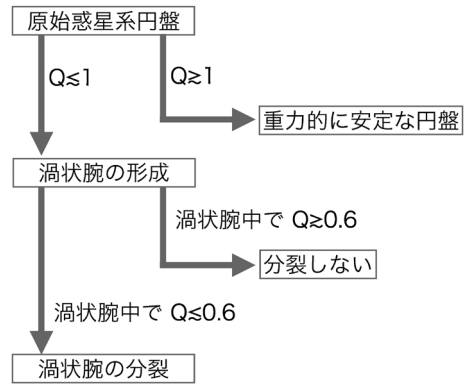 原始惑星系円盤
Q≲1
Q≳1
重力的に安定な円盤
渦状腕の形成
渦状腕中で Q≳0.6
分裂しない
渦状腕中で Q≲0.6
渦状腕の分裂